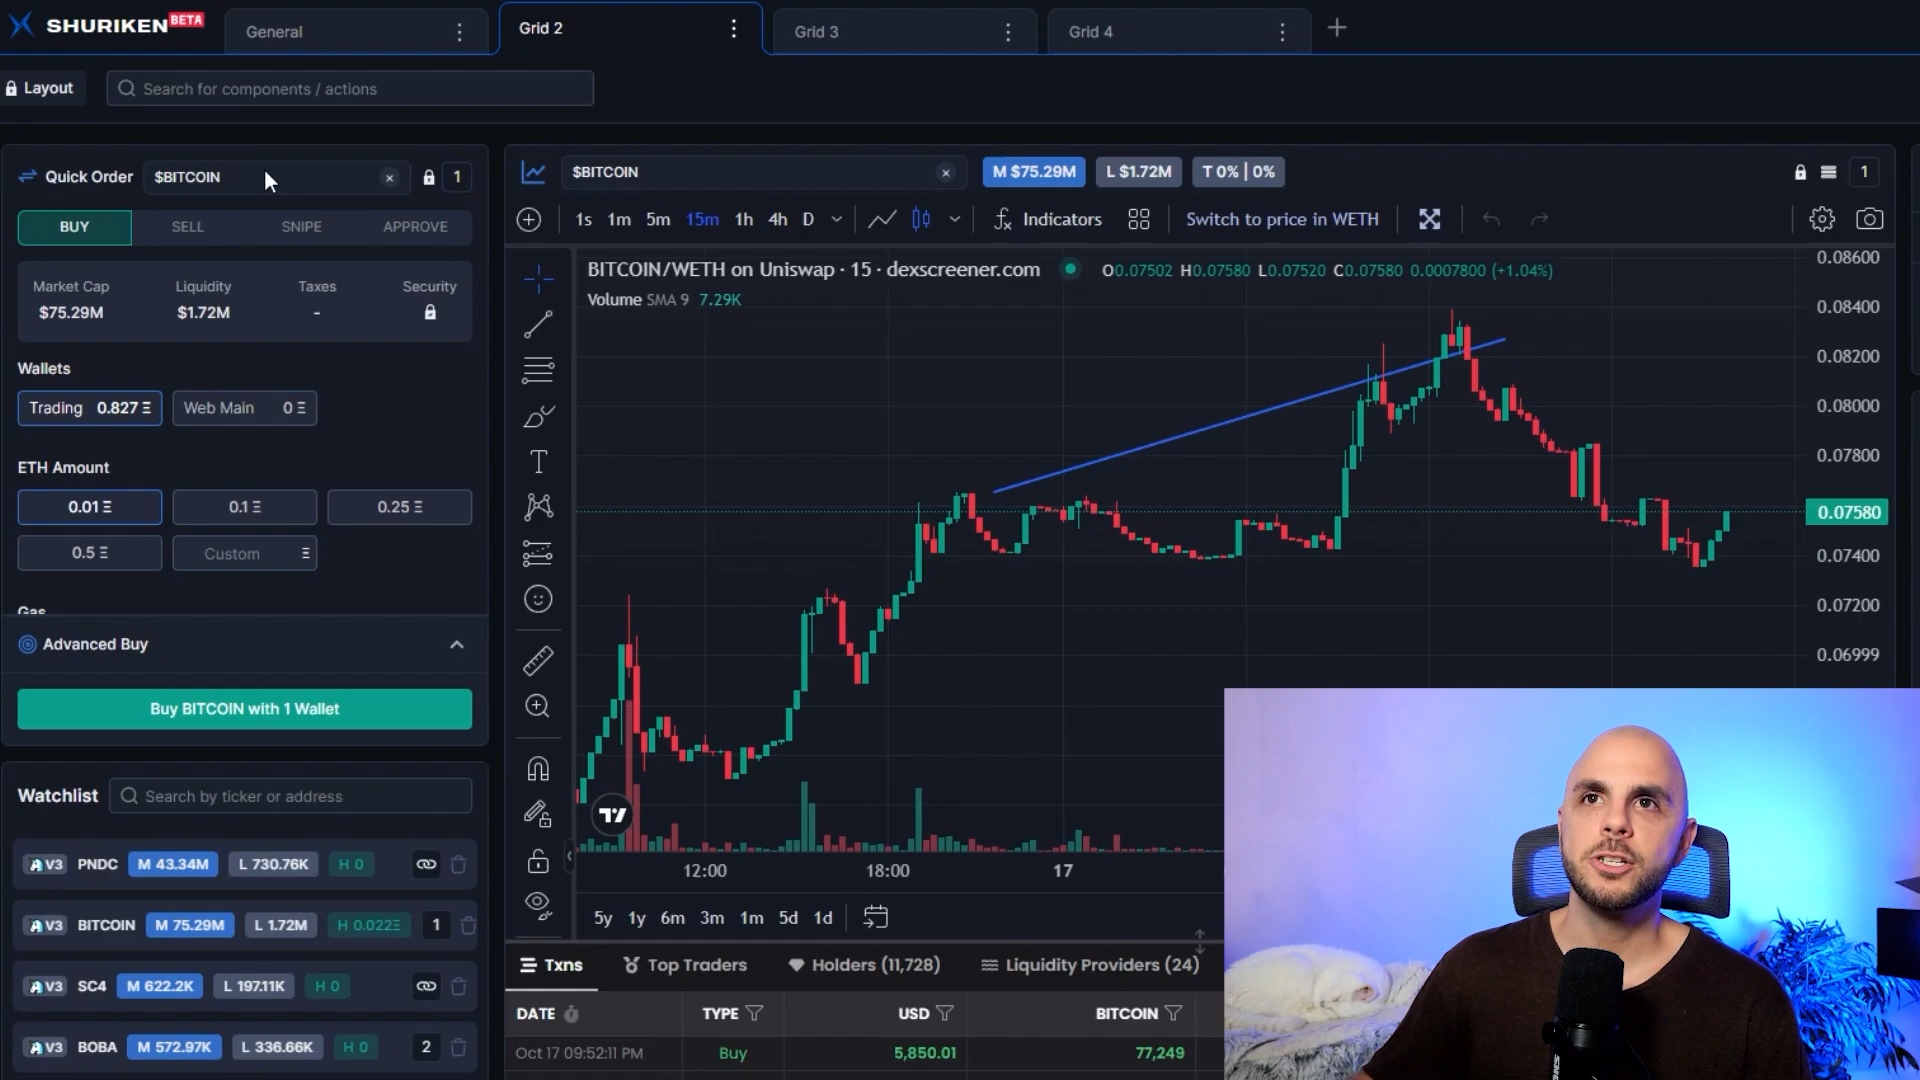 SHURIKEN BETA
General
Grid 2
Grid 3
Grid 4
Layout
Search for components / actions
Quick Order
$BITCOIN
1
BUY
SELL
SNIPE
APPROVE
Market Cap
Liquidity
Taxes
Security
$75.29M
$1.72M
-
Wallets
Trading 0.827 Ξ
Web Main 0 Ξ
ETH Amount
0.01 Ξ
0.1 Ξ
0.25 Ξ
0.5 Ξ
Custom Ξ
Gas
Advanced Buy
Buy BITCOIN with 1 Wallet
Watchlist
Search by ticker or address
V3 PNDC M 43.34M L 730.76K H 0
V3 BITCOIN M 75.29M L 1.72M H 0.022Ξ 1
V3 SC4 M 622.2K L 197.11K H 0
V3 BOBA M 572.97K L 336.66K H 0 2
$BITCOIN
M $75.29M
L $1.72M
T 0% | 0%
1
1s 1m 5m 15m 1h 4h D
Indicators
Switch to price in WETH
BITCOIN/WETH on Uniswap · 15 · dexscreener.com
O0.07502 H0.07580 L0.07520 C0.07580 0.0007800 (+1.04%)
Volume SMA 9 7.29K
0.08600
0.08400
0.08200
0.08000
0.07800
0.07580
0.07400
0.07200
0.06999
12:00
18:00
17
5y 1y 6m 3m 1m 5d 1d
Txns
Top Traders
Holders (11,728)
Liquidity Providers (24)
DATE
TYPE
USD
BITCOIN
Oct 17 09:52:11 PM
Buy
5,850.01
77,249